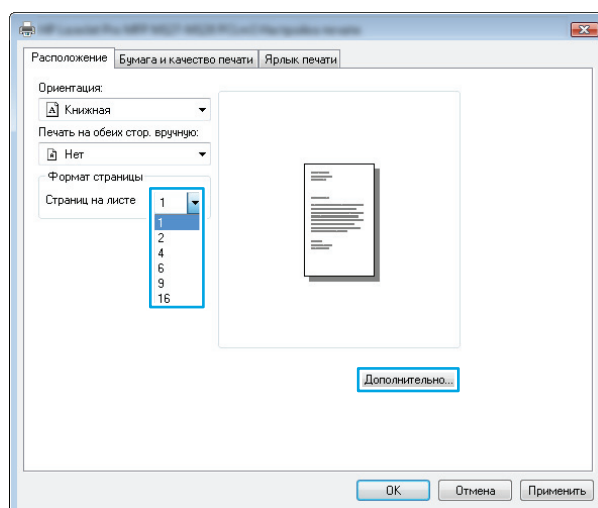 Расположение Бумага и качество печати Ярлык печати
Ориентация:
A Книжная
Печать на обеих стор. вручную:
Нет
Формат страницы
Страниц на листе 1
1
2
4
6
9
16
Дополнительно...
OK Отмена Применить